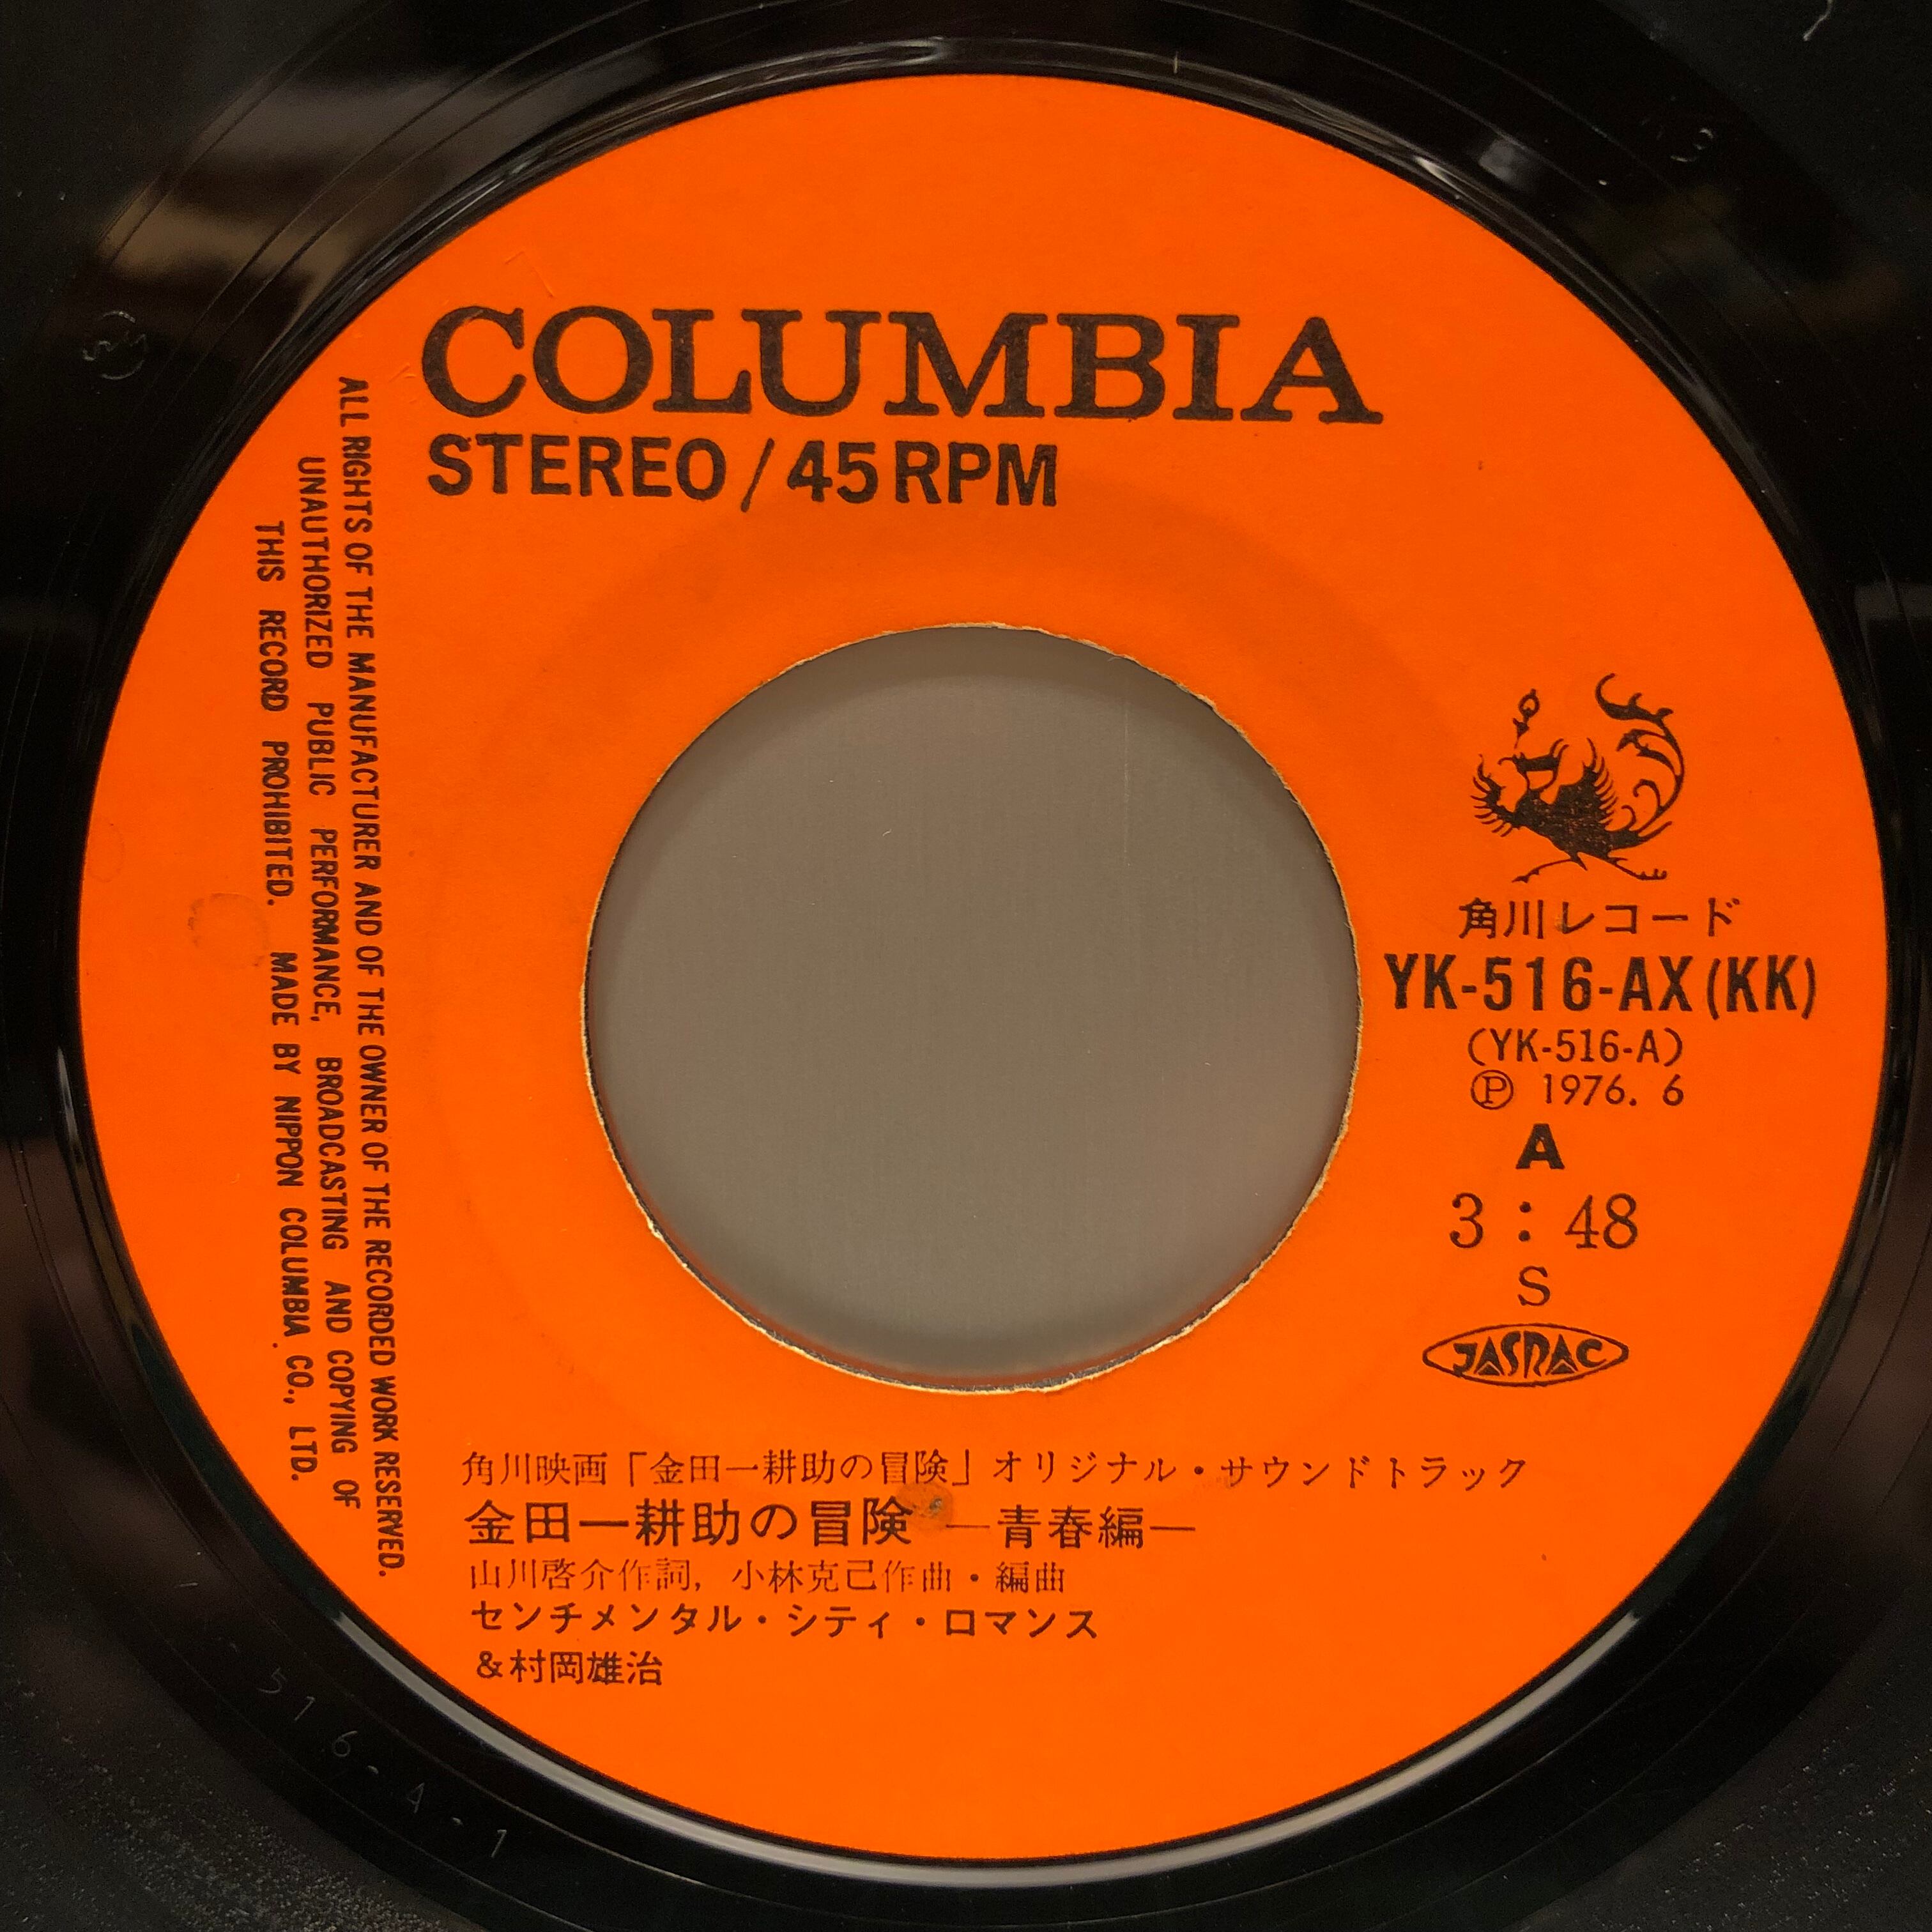 COLUMBIA
STEREO / 45 RPM
ALL RIGHTS OF THE MANUFACTURER AND OF THE OWNER OF THE RECORDED WORK RESERVED.
UNAUTHORIZED PUBLIC PERFORMANCE, BROADCASTING AND COPYING OF
THIS RECORD PROHIBITED. MADE BY NIPPON COLUMBIA CO., LTD.
角川レコード
YK-516-AX(KK)
(YK-516-A)
Ⓟ 1976. 6
A
3 : 48
S
JASRAC
角川映画「金田一耕助の冒険」オリジナル・サウンドトラック
金田一耕助の冒険 ―青春編―
山川啓介作詞, 小林克己作曲・編曲
センチメンタル・シティ・ロマンス
&村岡雄治
516-A-1